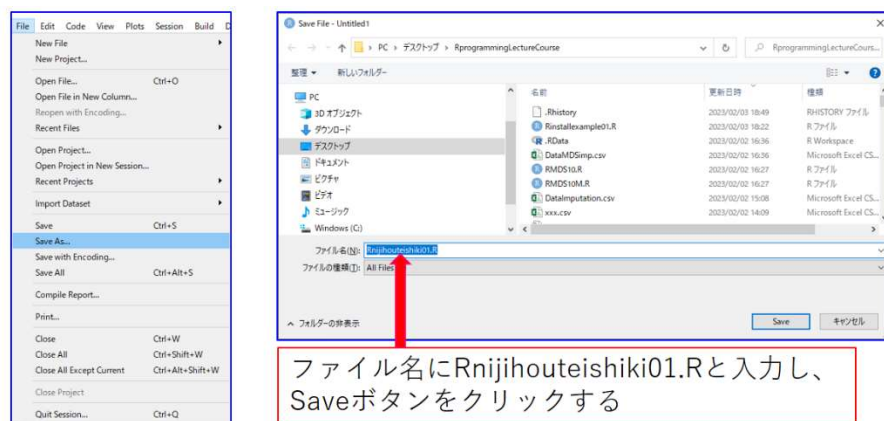 File Edit Code View Plots Session Build D
New File
New Project...
Open File... Ctrl+O
Open File in New Column...
Reopen with Encoding...
Recent Files
Open Project...
Open Project in New Session...
Recent Projects
Import Dataset
Save Ctrl+S
Save As...
Save with Encoding...
Save All Ctrl+Alt+S
Compile Report...
Print...
Close Ctrl+W
Close All Ctrl+Shift+W
Close All Except Current Ctrl+Alt+Shift+W
Close Project
Quit Session... Ctrl+Q
Save File - Untitled1
PC > デスクトップ > RprogrammingLectureCourse
RprogrammingLectureCours...
整理 新しいフォルダー
PC
3D オブジェクト
ダウンロード
デスクトップ
ドキュメント
ピクチャ
ビデオ
ミュージック
Windows (C:)
名前 更新日時 種類
.Rhistory 2023/02/03 18:49 RHISTORY ファイル
Rinstallexample01.R 2023/02/03 18:22 R ファイル
.RData 2023/02/02 16:36 R Workspace
DataMDSimp.csv 2023/02/02 16:36 Microsoft Excel CS...
RMDS10.R 2023/02/02 16:27 R ファイル
RMDS10M.R 2023/02/02 16:27 R ファイル
DataImputation.csv 2023/02/02 15:08 Microsoft Excel CS...
xxx.csv 2023/02/02 14:09 Microsoft Excel CS...
ファイル名(N): Rnijihouteishiki01.R
ファイルの種類(T): All Files
フォルダーの非表示
Save キャンセル
ファイル名にRnijihouteishiki01.Rと入力し、
Saveボタンをクリックする